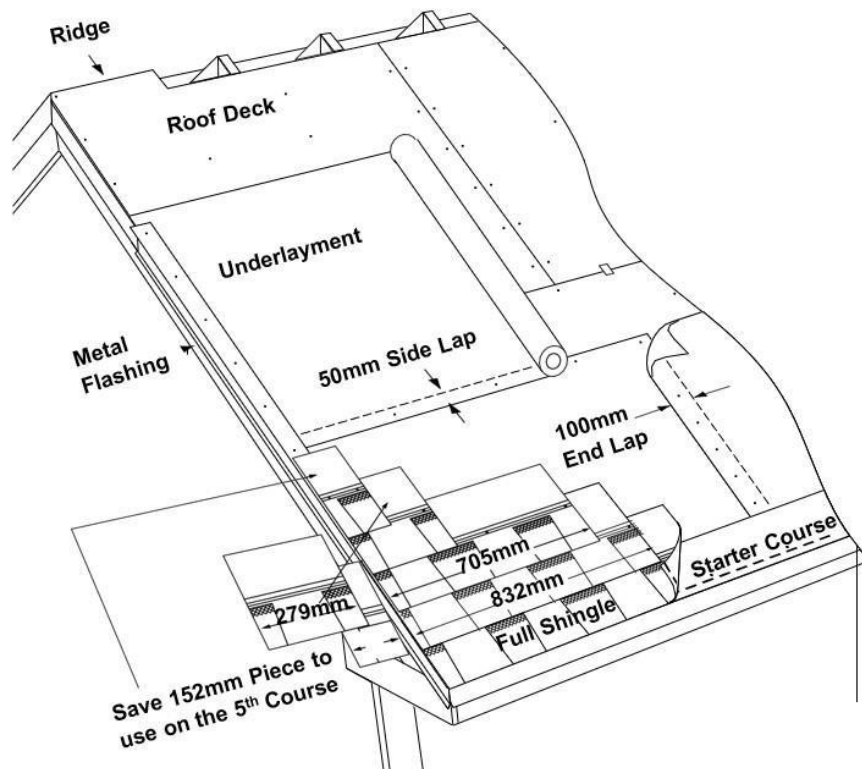 Ridge
Roof Deck
Underlayment
Metal
Flashing
50mm Side Lap
100mm
End Lap
Starter Course
705mm
832mm
279mm
Full Shingle
Save 152mm Piece to
use on the 5th Course